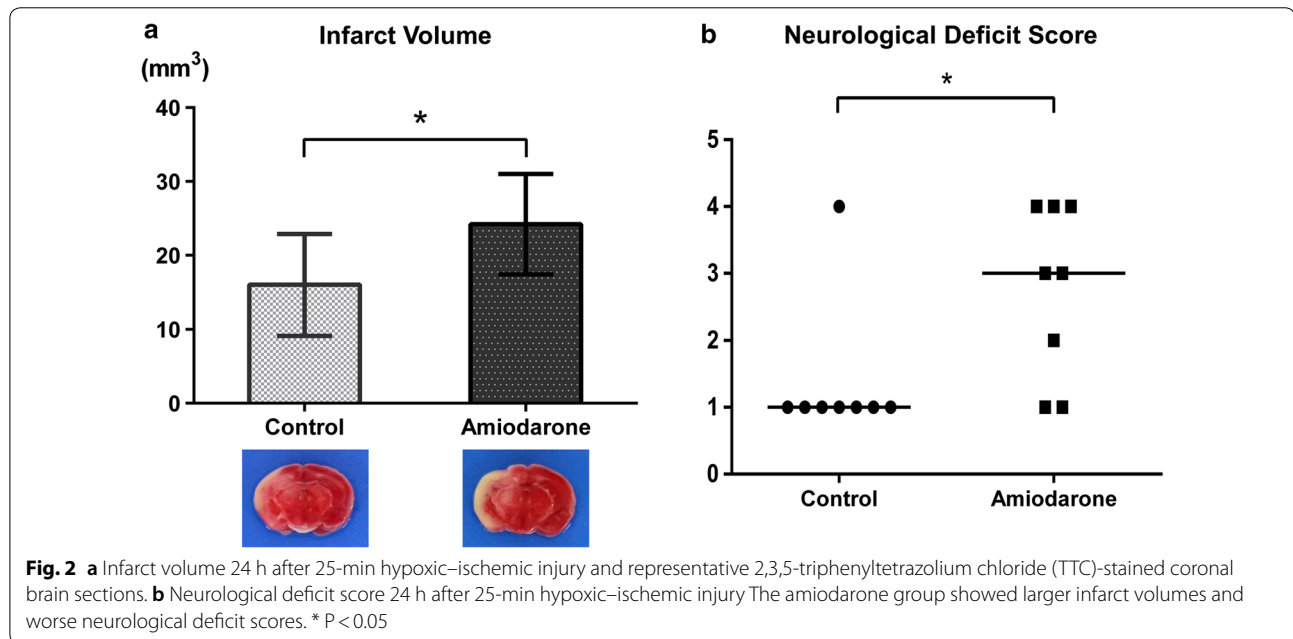 a
Infarct Volume
(mm³)
40
30
20
10
0
*
Control
Amiodarone
b
Neurological Deficit Score
*
5
4
3
2
1
0
Control
Amiodarone
Fig. 2 a Infarct volume 24 h after 25-min hypoxic–ischemic injury and representative 2,3,5-triphenyltetrazolium chloride (TTC)-stained coronal
brain sections. b Neurological deficit score 24 h after 25-min hypoxic–ischemic injury The amiodarone group showed larger infarct volumes and
worse neurological deficit scores. * P < 0.05